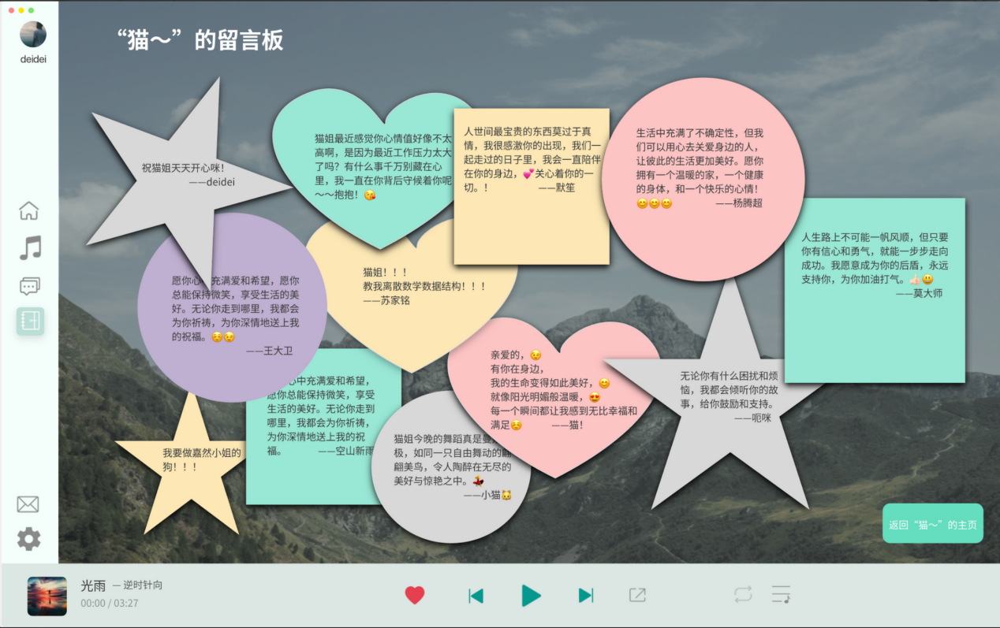 deidei
“猫～”的留言板
祝猫姐天天开心咪！
——deidei
猫姐最近感觉你心情值好像不太
高啊，是因为最近工作压力太大
了吗？有什么事千万别藏在心
里，我一直在你背后守候着你呢
～～抱抱！😘
人世间最宝贵的东西莫过于真
情，我很感激你的出现，我们一
起走过的日子里，我会一直陪伴
在你的身边，💕关心着你的一
切。！ ——默笙
生活中充满了不确定性，但我
们可以用心去关爱身边的人，
让彼此的生活更加美好。愿你
拥有一个温暖的家，一个健康
的身体，和一个快乐的心情！
😊😊😊 ——杨腾超
人生路上不可能一帆风顺，但只要
你有信心和勇气，就能一步步走向
成功。我愿意成为你的后盾，永远
支持你，为你加油打气。👍🏻😃
——莫大师
愿你心 充满爱和希望，愿你
总能保持微笑，享受生活的美
好。无论你走到哪里，我都会
为你祈祷，为你深情地送上我
的祝福。☺️😉
——王大卫
猫姐！！！
教我离散数学数据结构！！！
——苏家铭
亲爱的，😉
有你在身边，
我的生命变得如此美好，😊
就像阳光明媚般温暖，😍
每一个瞬间都让我感到无比幸福和
满足☺️ ——猫！
无论你有什么困扰和烦
恼，我都会倾听你的故
事，给你鼓励和支持。
——呃咪
心中充满爱和希望，
愿你总能保持微笑，享受
生活的美好。无论你走到
哪里，我都会为你祈祷，
为你深情地送上我的祝
福。 ——空山新雨
我要做嘉然小姐的
狗！！！
猫姐今晚的舞蹈真是曼
极，如同一只自由舞动的翩
翩美鸟，令人陶醉在无尽的
美好与惊艳之中。💃
——小猫🐱
返回“猫～”的主页
光雨 — 逆时针向
00:00 / 03:27